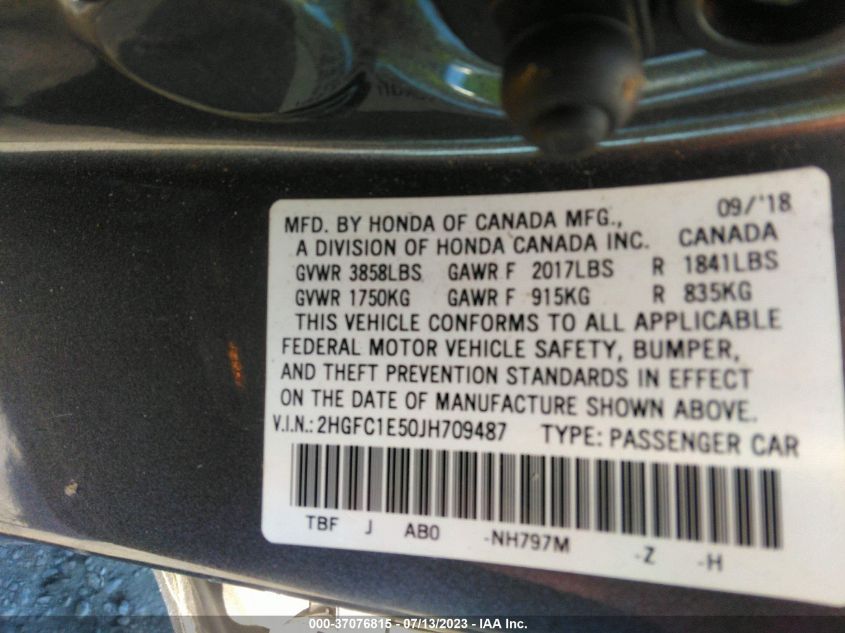 09/'18
MFD. BY HONDA OF CANADA MFG.,
A DIVISION OF HONDA CANADA INC. CANADA
GVWR 3858LBS GAWR F 2017LBS R 1841LBS
GVWR 1750KG GAWR F 915KG R 835KG
THIS VEHICLE CONFORMS TO ALL APPLICABLE
FEDERAL MOTOR VEHICLE SAFETY, BUMPER,
AND THEFT PREVENTION STANDARDS IN EFFECT
ON THE DATE OF MANUFACTURE SHOWN ABOVE.
V.I.N.: 2HGFC1E50JH709487 TYPE: PASSENGER CAR
TBF J AB0 -NH797M -Z -H
000-37076815 - 07/13/2023 - IAA Inc.